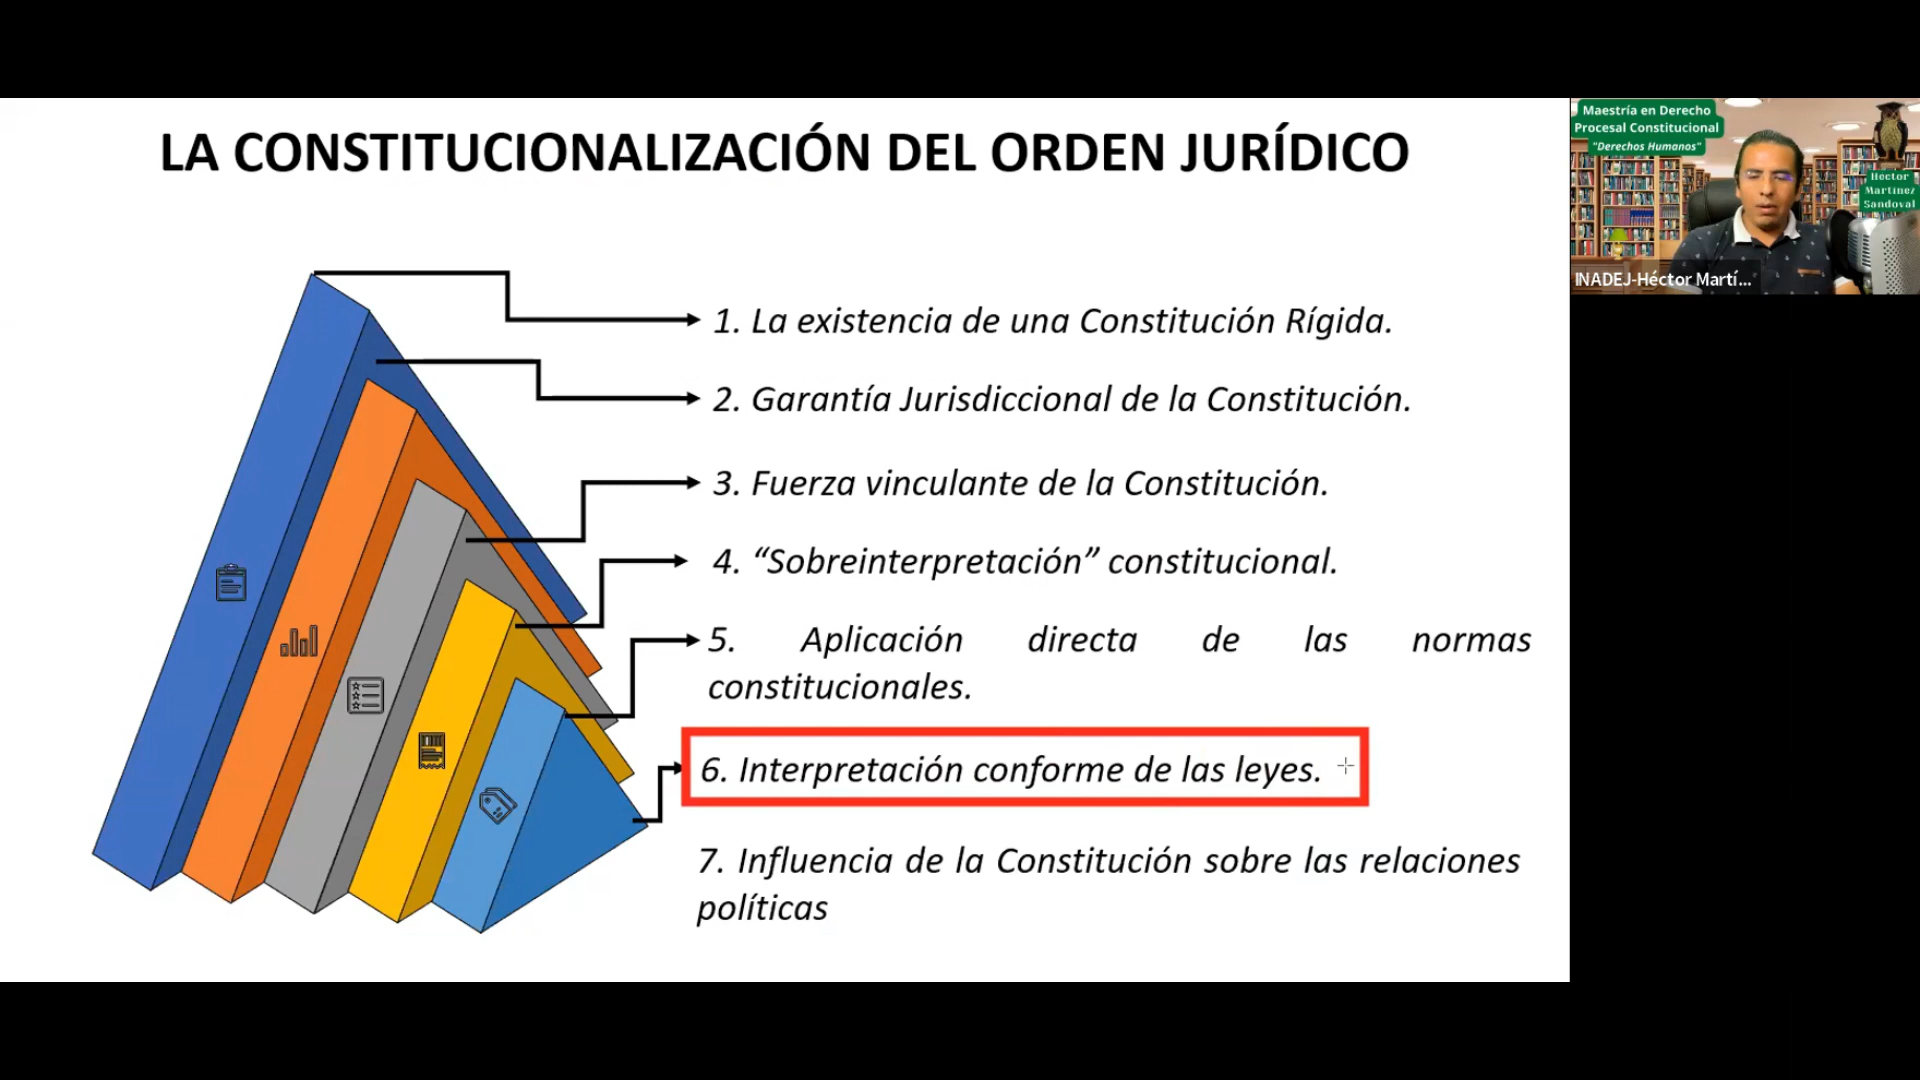 LA CONSTITUCIONALIZACIÓN DEL ORDEN JURÍDICO
1. La existencia de una Constitución Rígida.
2. Garantía Jurisdiccional de la Constitución.
3. Fuerza vinculante de la Constitución.
4. “Sobreinterpretación” constitucional.
5. Aplicación directa de las normas
constitucionales.
6. Interpretación conforme de las leyes.
7. Influencia de la Constitución sobre las relaciones
políticas
Maestría en Derecho
Procesal Constitucional
"Derechos Humanos"
Hector
Martinez
Sandoval
INADEJ-Héctor Martí...